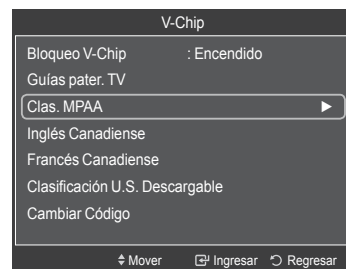 V-Chip
Bloqueo V-Chip : Encendido
Guías pater. TV
Clas. MPAA
Inglés Canadiense
Francés Canadiense
Clasificación U.S. Descargable
Cambiar Código
Mover Ingresar Regresar